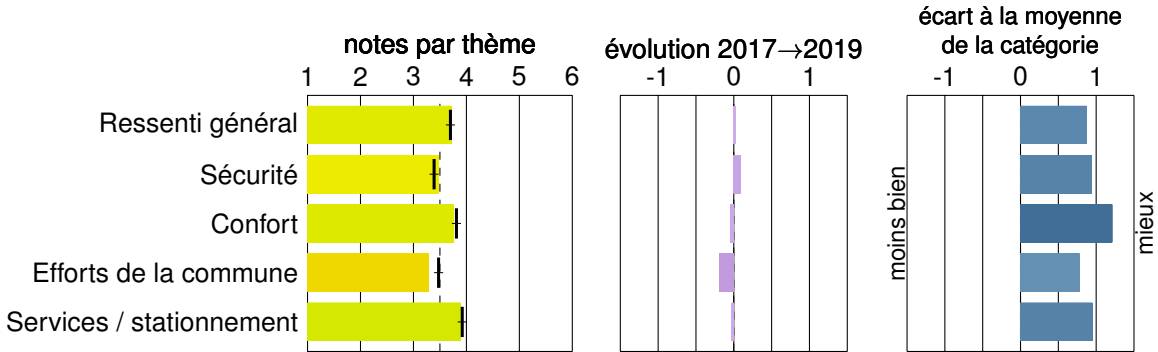 notes par thème
1 2 3 4 5 6
évolution 2017→2019
-1 0 1
écart à la moyenne
de la catégorie
-1 0 1
Ressenti général
Sécurité
Confort
Efforts de la commune
Services / stationnement
moins bien
mieux